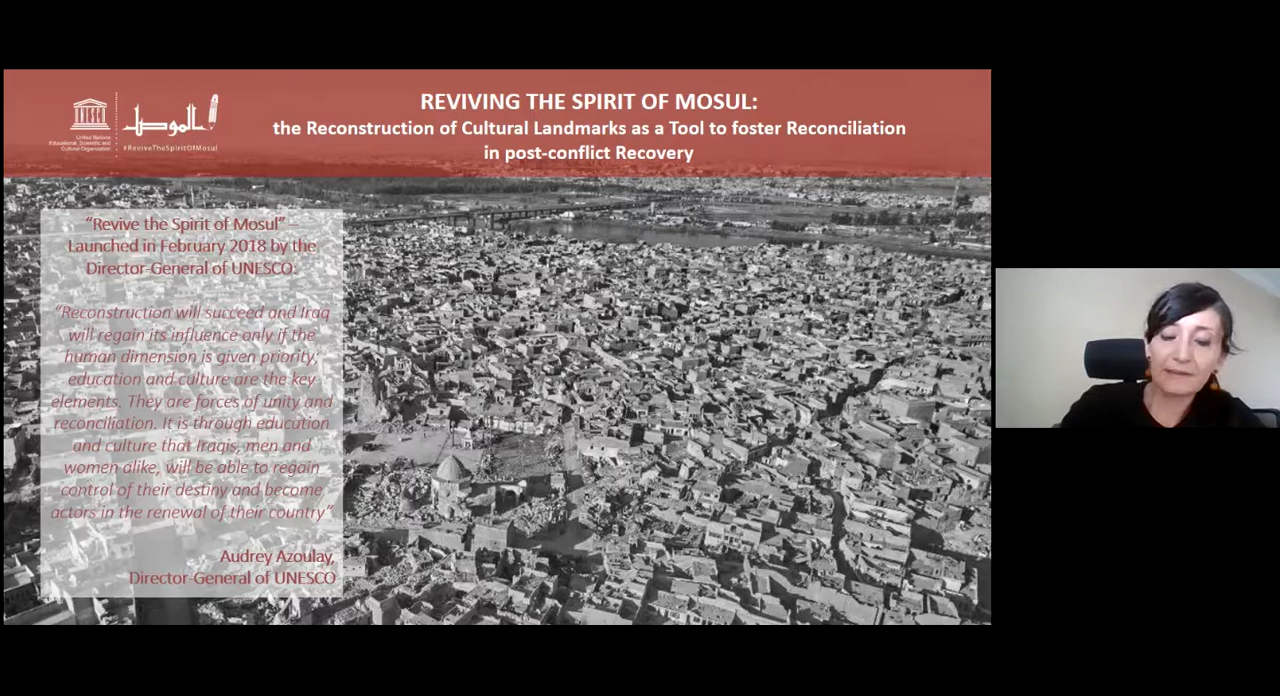 UNESCO
United Nations
Educational, Scientific and
Cultural Organization
الموصل
#ReviveTheSpiritOfMosul
REVIVING THE SPIRIT OF MOSUL:
the Reconstruction of Cultural Landmarks as a Tool to foster Reconciliation
in post-conflict Recovery
“Revive the Spirit of Mosul” –
Launched in February 2018 by the
Director-General of UNESCO:
“Reconstruction will succeed and Iraq
will regain its influence only if the
human dimension is given priority;
education and culture are the key
elements. They are forces of unity and
reconciliation. It is through education
and culture that Iraqis, men and
women alike, will be able to regain
control of their destiny and become
actors in the renewal of their country”
Audrey Azoulay,
Director-General of UNESCO